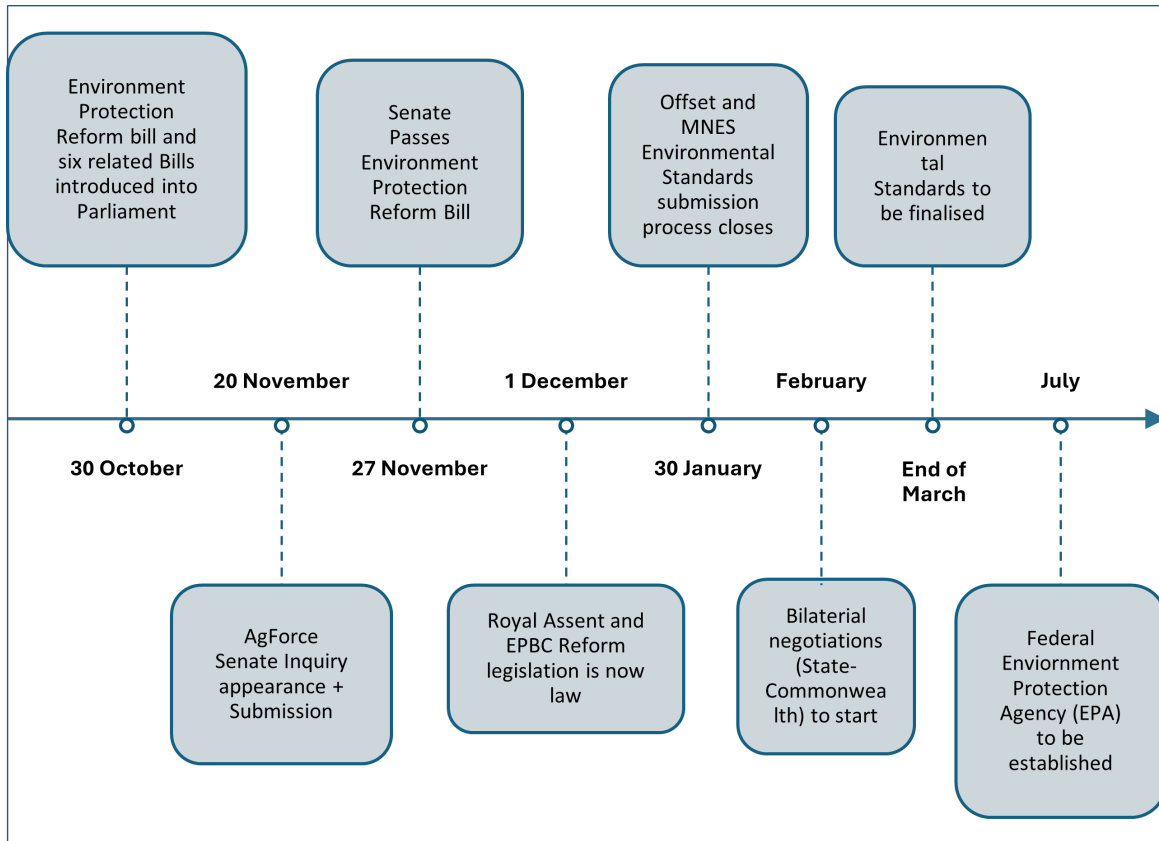 Environment
Protection
Reform bill and
six related Bills
introduced into
Parliament
Senate
Passes
Environment
Protection
Reform Bill
Offset and
MNES
Environmental
Standards
submission
process closes
Environmen
tal
Standards to
be finalised
20 November
1 December
February
July
30 October
27 November
30 January
End of
March
AgForce
Senate Inquiry
appearance +
Submission
Royal Assent and
EPBC Reform
legislation is now
law
Bilaterial
negotiations
(State-
Commonwea
lth) to start
Federal
Enviornment
Protection
Agency (EPA)
to be
established